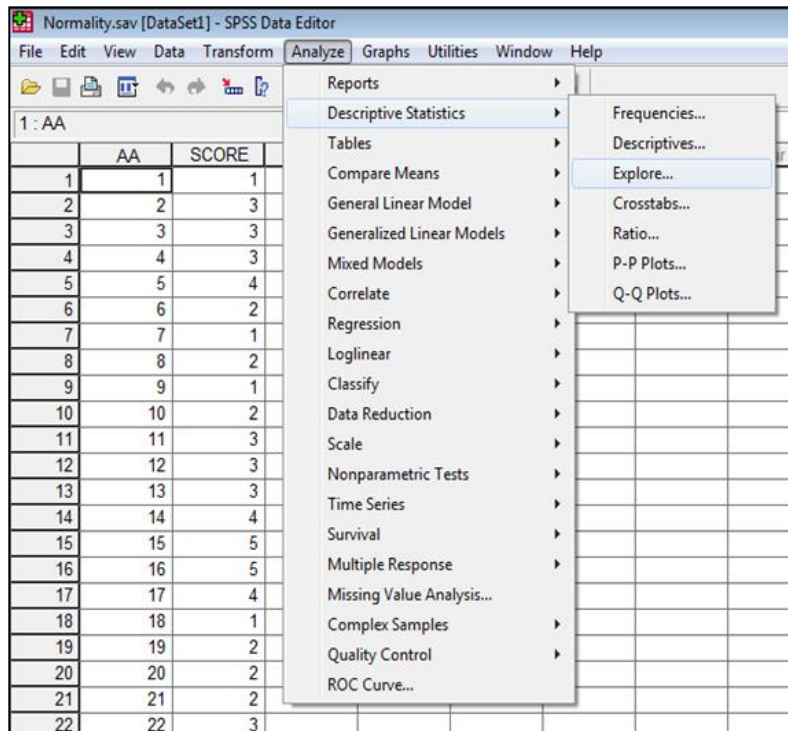 Normality.sav [DataSet1] - SPSS Data Editor
File Edit View Data Transform Analyze Graphs Utilities Window Help
1 : AA
AA SCORE
1 1 1
2 2 3
3 3 3
4 4 3
5 5 4
6 6 2
7 7 1
8 8 2
9 9 1
10 10 2
11 11 3
12 12 3
13 13 3
14 14 4
15 15 5
16 16 5
17 17 4
18 18 1
19 19 2
20 20 2
21 21 2
22 22 3
Reports
Descriptive Statistics
Tables
Compare Means
General Linear Model
Generalized Linear Models
Mixed Models
Correlate
Regression
Loglinear
Classify
Data Reduction
Scale
Nonparametric Tests
Time Series
Survival
Multiple Response
Missing Value Analysis...
Complex Samples
Quality Control
ROC Curve...
Frequencies...
Descriptives...
Explore...
Crosstabs...
Ratio...
P-P Plots...
Q-Q Plots...